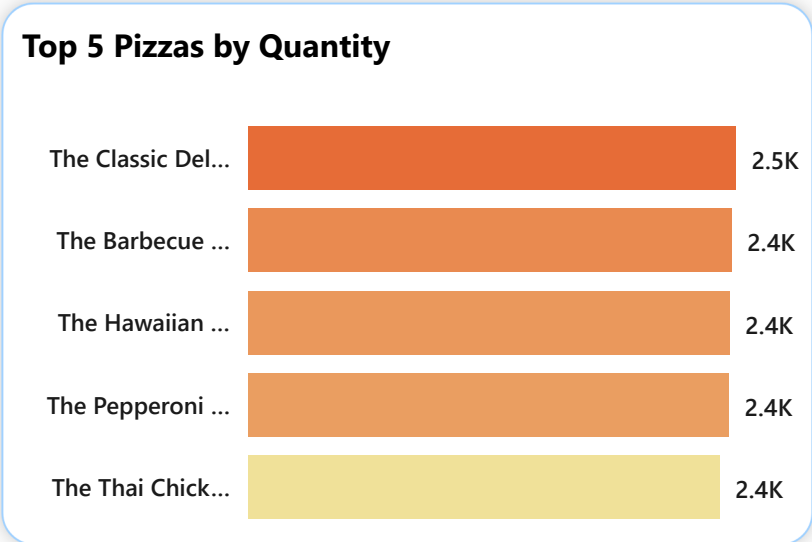 Top 5 Pizzas by Quantity
The Classic Del... 2.5K
The Barbecue ... 2.4K
The Hawaiian ... 2.4K
The Pepperoni ... 2.4K
The Thai Chick... 2.4K